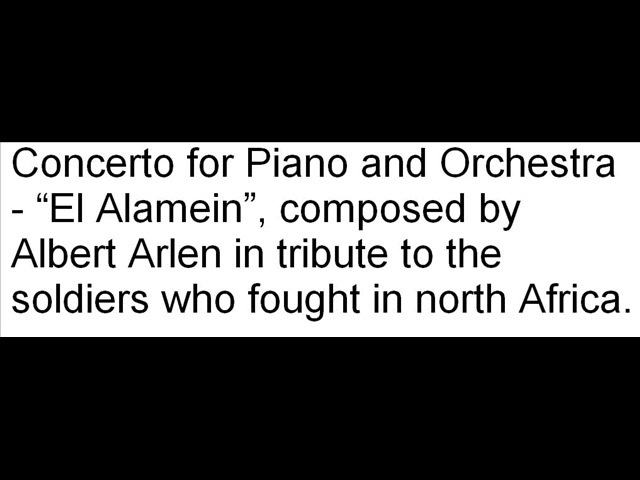 Concerto for Piano and Orchestra
- “El Alamein”, composed by
Albert Arlen in tribute to the
soldiers who fought in north Africa.